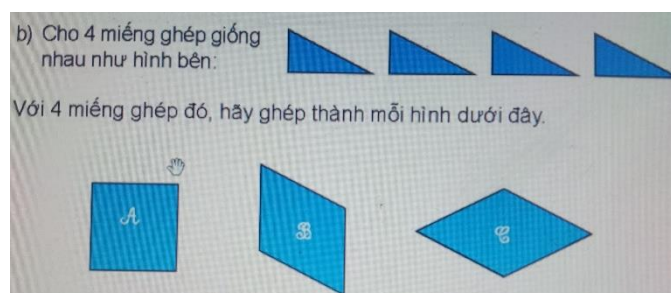 b) Cho 4 miếng ghép giống
nhau như hình bên:
Với 4 miếng ghép đó, hãy ghép thành mỗi hình dưới đây.
A
B
C